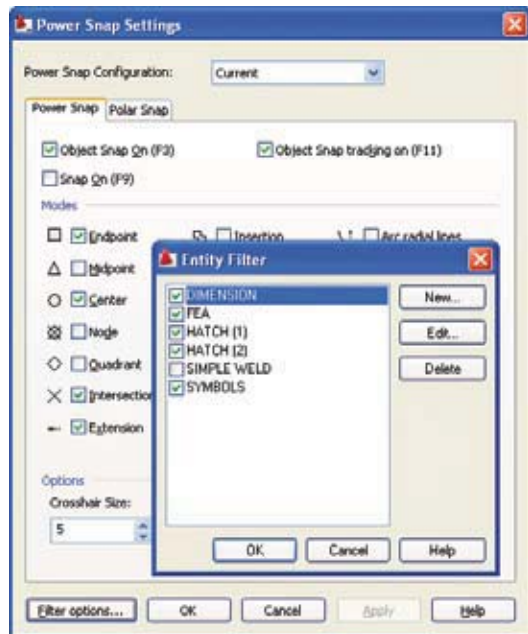 Power Snap Settings
Power Snap Configuration:
Current
Power Snap
Polar Snap
Object Snap On (F3)
Object Snap tracking on (F11)
Snap On (F9)
Modes
Endpoint
Insertion
Arc radial lines
Midpoint
Center
Node
Quadrant
Intersection
Extension
Entity Filter
DIMENSION
FEA
HATCH (1)
HATCH (2)
SIMPLE WELD
SYMBOLS
New...
Edit...
Delete
OK
Cancel
Help
Options
Crosshair Size:
5
Filter options...
OK
Cancel
Apply
Help